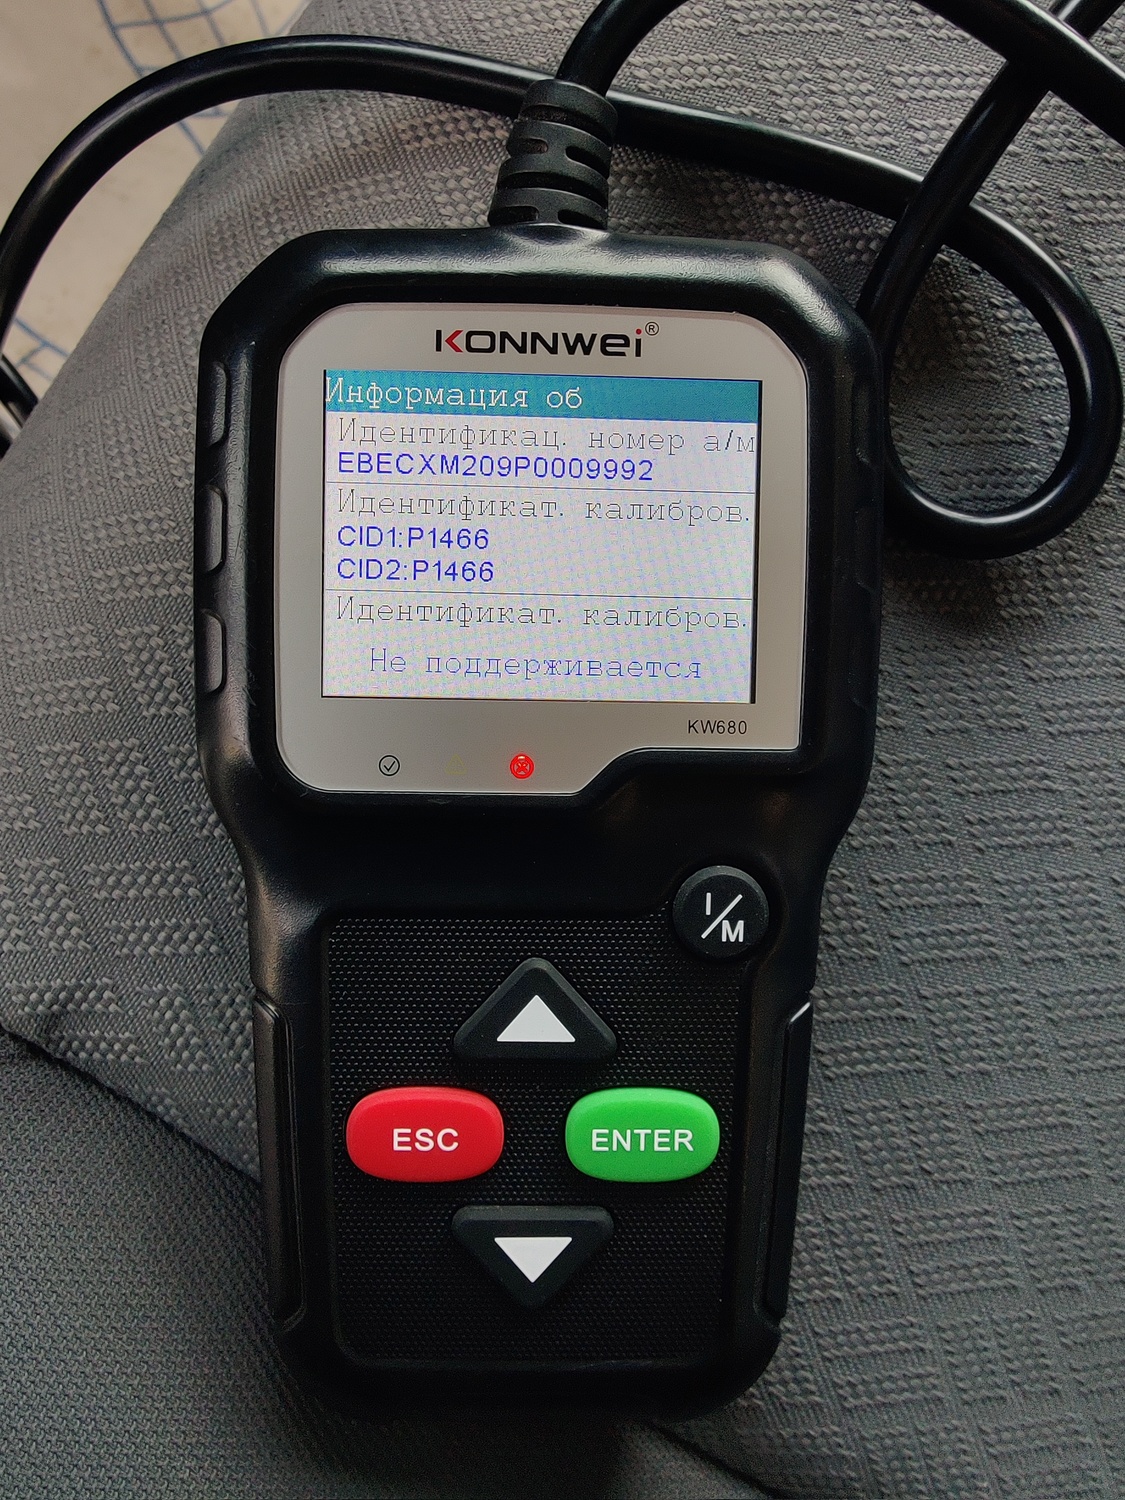 KONNWEI®
Информация об
Идентификац. номер а/м
EBECXM209P0009992
Идентификат. калибров.
CID1:P1466
CID2:P1466
Идентификат. калибров.
Не поддерживается
KW680
I/M
ESC
ENTER